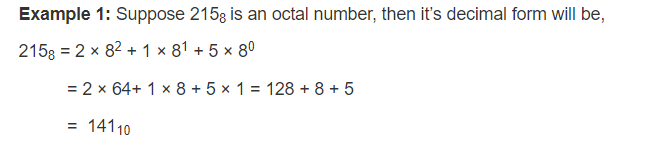 Example 1: Suppose 215₈ is an octal number, then it's decimal form will be,
215₈ = 2 × 8² + 1 × 8¹ + 5 × 8⁰
= 2 × 64+ 1 × 8 + 5 × 1 = 128 + 8 + 5
= 141₁₀